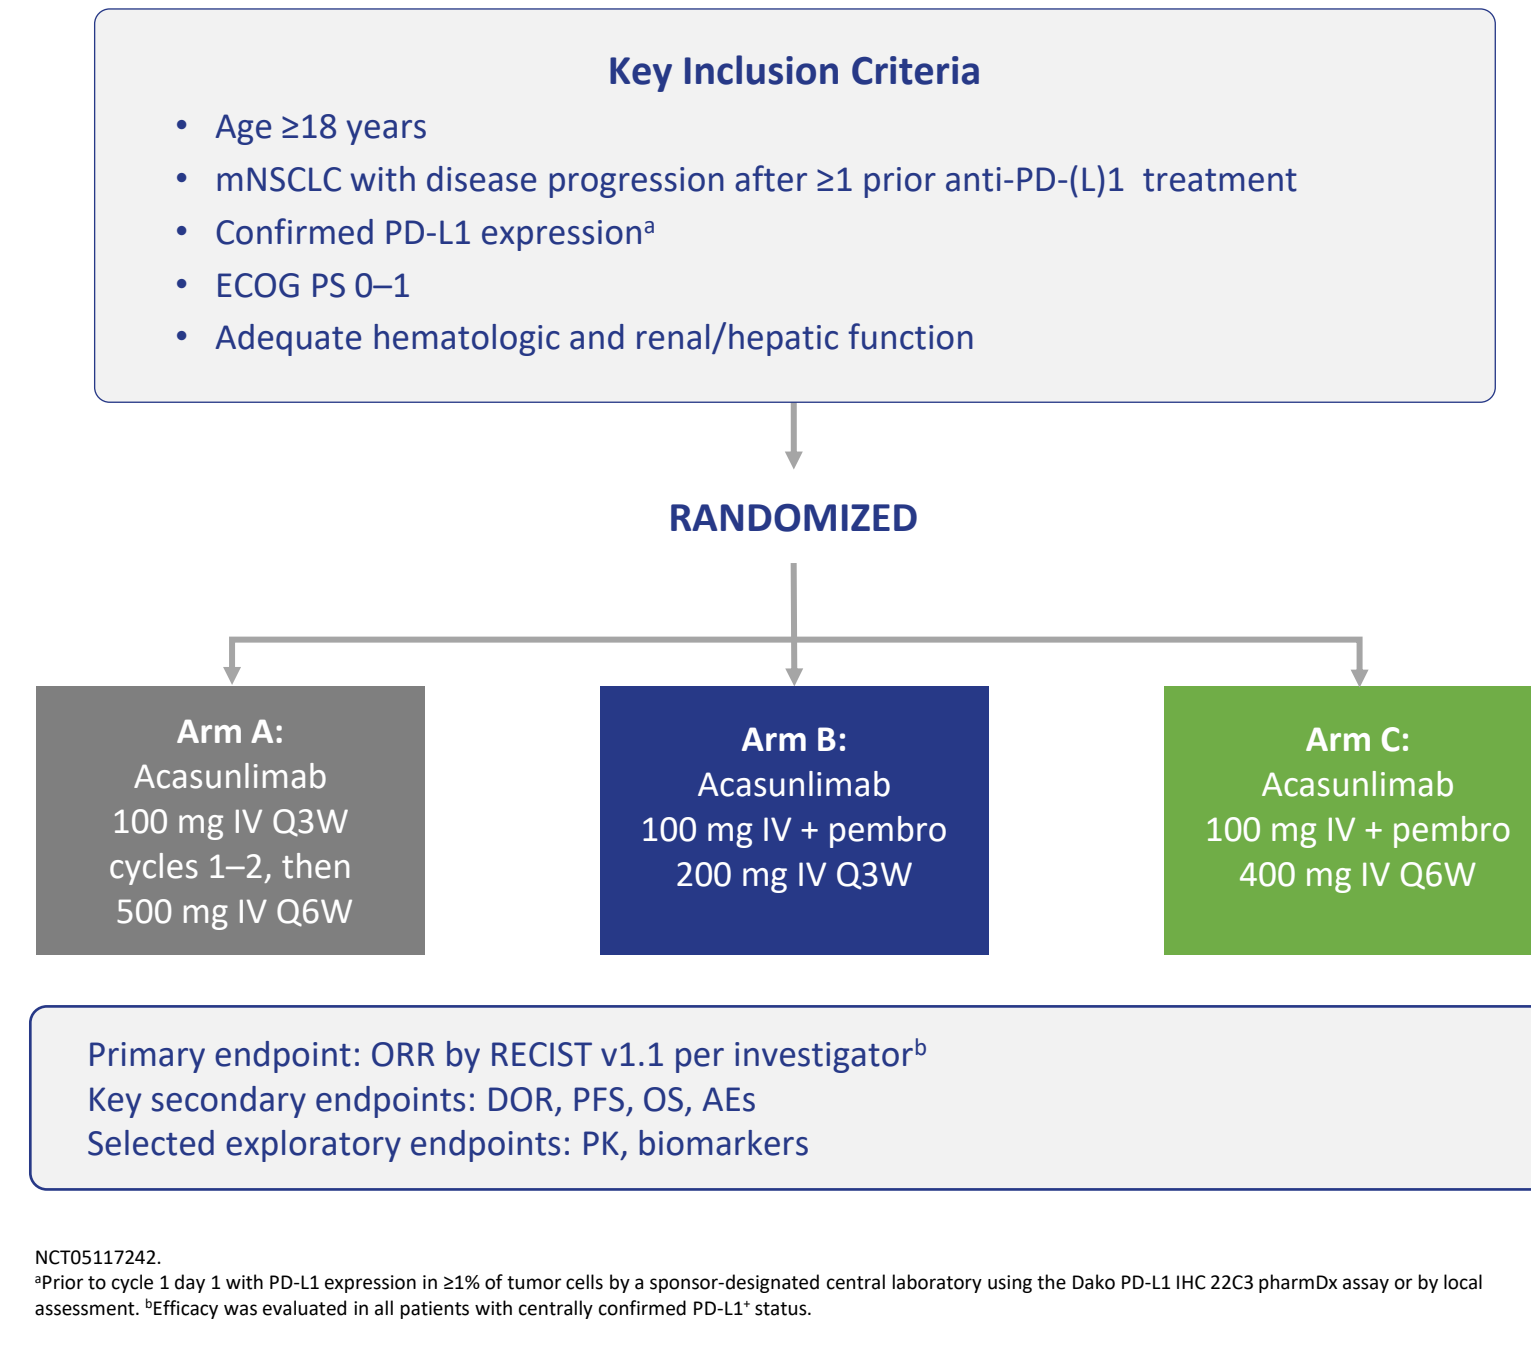 Key Inclusion Criteria
• Age ≥18 years
• mNSCLC with disease progression after ≥1 prior anti-PD-(L)1 treatment
• Confirmed PD-L1 expressionᵃ
• ECOG PS 0–1
• Adequate hematologic and renal/hepatic function
RANDOMIZED
Arm A:
Acasunlimab
100 mg IV Q3W
cycles 1–2, then
500 mg IV Q6W
Arm B:
Acasunlimab
100 mg IV + pembro
200 mg IV Q3W
Arm C:
Acasunlimab
100 mg IV + pembro
400 mg IV Q6W
Primary endpoint: ORR by RECIST v1.1 per investigatorᵇ
Key secondary endpoints: DOR, PFS, OS, AEs
Selected exploratory endpoints: PK, biomarkers
NCT05117242.
ᵃPrior to cycle 1 day 1 with PD-L1 expression in ≥1% of tumor cells by a sponsor-designated central laboratory using the Dako PD-L1 IHC 22C3 pharmDx assay or by local
assessment. ᵇEfficacy was evaluated in all patients with centrally confirmed PD-L1⁺ status.